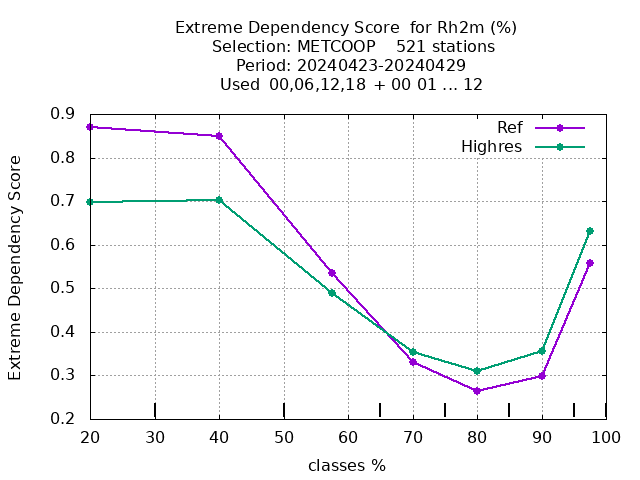 Extreme Dependency Score  for Rh2m (%)
Selection: METCOOP    521 stations
Period: 20240423-20240429
Used  00,06,12,18  + 00 01 ... 12
Ref
Highres
Extreme Dependency Score
0.9
0.8
0.7
0.6
0.5
0.4
0.3
0.2
20 30 40 50 60 70 80 90 100
classes %